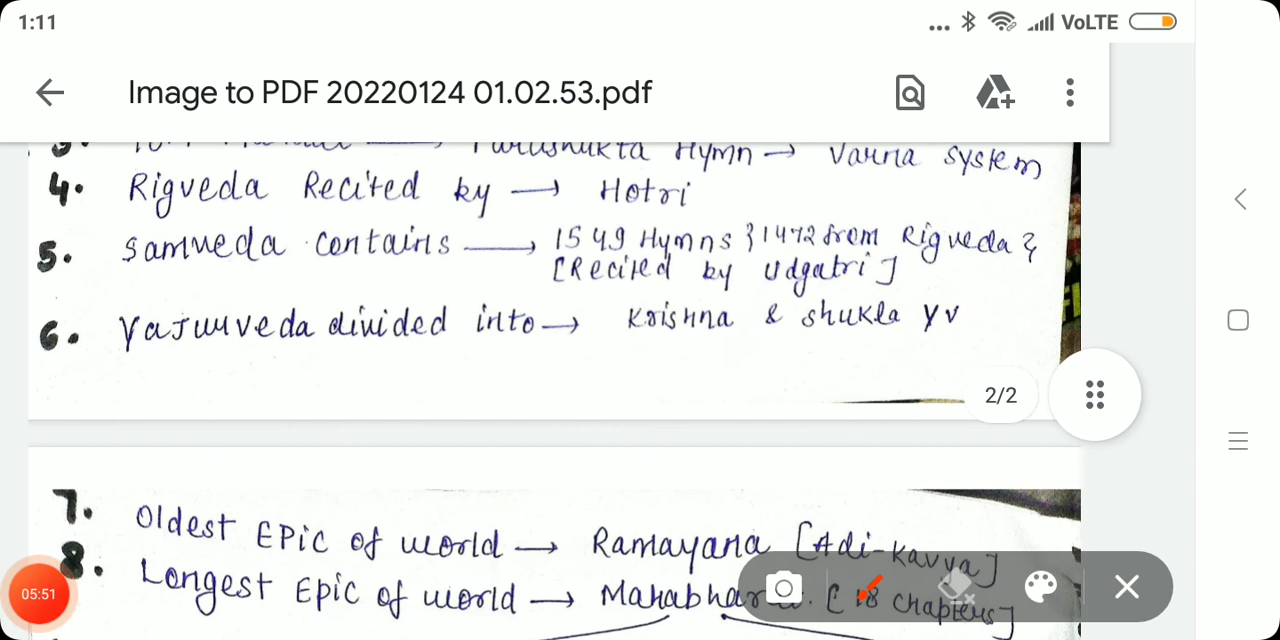 1:11
VoLTE
Image to PDF 20220124 01.02.53.pdf
Hymn → Varna System
4. Rigveda Recited by → Hotri
5. Samveda contains → 1549 Hymns {1472 from Rigveda}
[Recited by Udgatri]
6. Yajurveda divided into → Krishna & Shukla YV
2/2
7. Oldest Epic of world → Ramayana [Adi-Kavya]
8. Longest Epic of world → [18 Chapters]
05:51